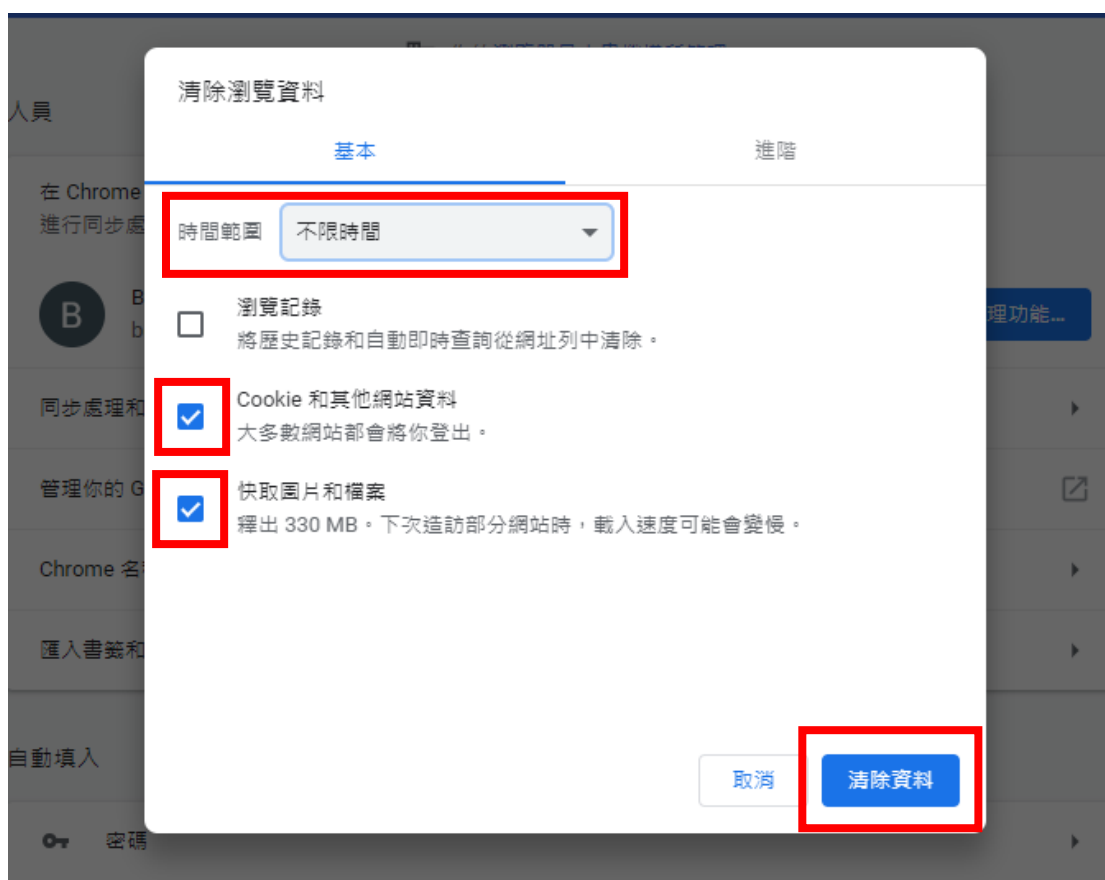 清除瀏覽資料
人員
基本
進階
在 Chrome
進行同步處
時間範圍
不限時間
B
B
b
瀏覽記錄
將歷史記錄和自動即時查詢從網址列中清除。
理功能...
同步處理和
Cookie 和其他網站資料
大多數網站都會將你登出。
管理你的 G
快取圖片和檔案
釋出 330 MB。下次造訪部分網站時，載入速度可能會變慢。
Chrome 名
匯入書籤和
自動填入
取消
清除資料
密碼